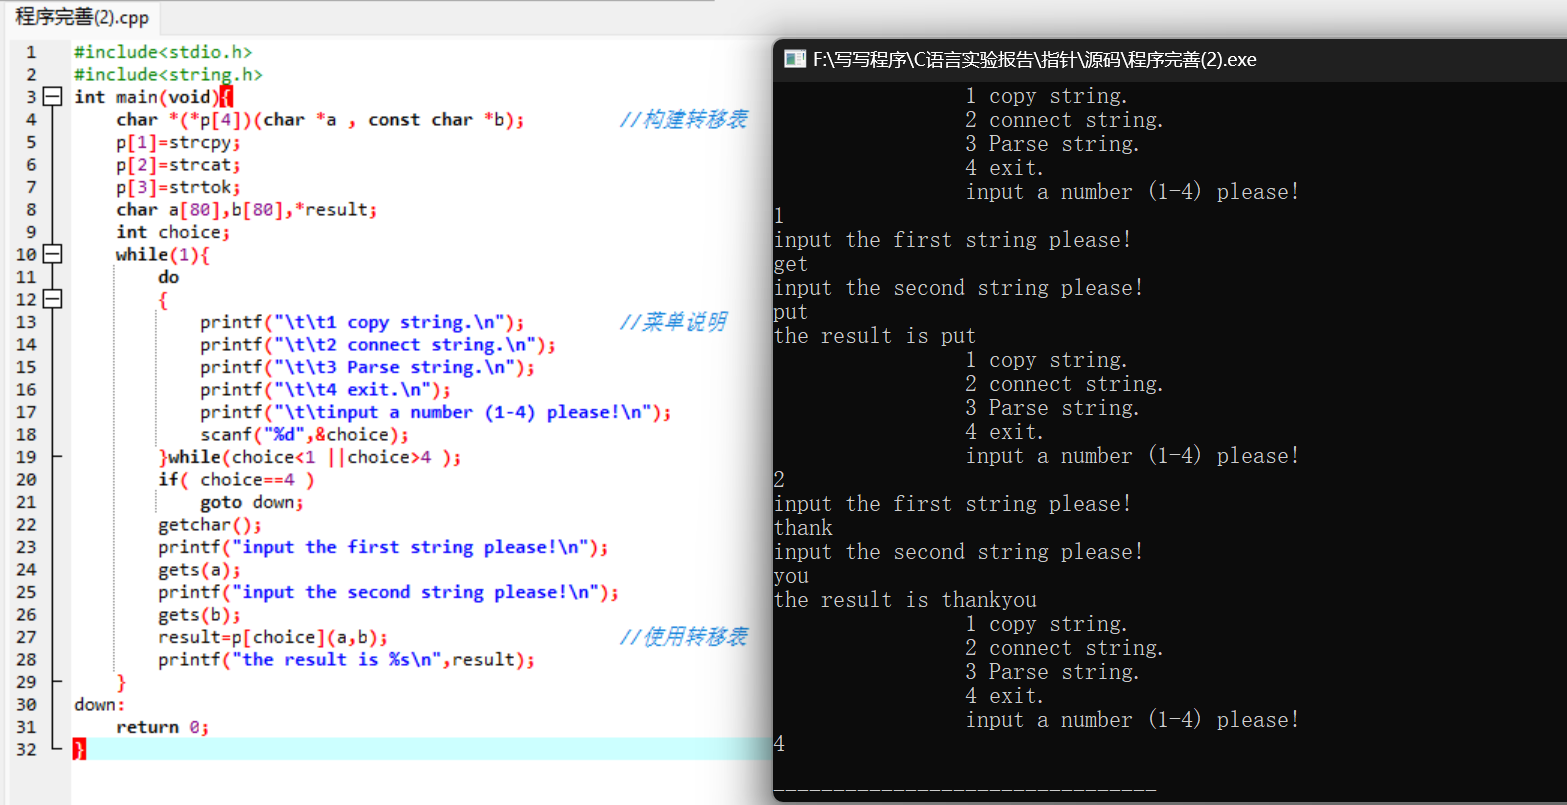 程序完善(2).cpp
1 #include<stdio.h>
2 #include<string.h>
3 int main(void){
4 char *(*p[4])(char *a , const char *b); //构建转移表
5 p[1]=strcpy;
6 p[2]=strcat;
7 p[3]=strtok;
8 char a[80],b[80],*result;
9 int choice;
10 while(1){
11 do
12 {
13 printf("\t\t1 copy string.\n"); //菜单说明
14 printf("\t\t2 connect string.\n");
15 printf("\t\t3 Parse string.\n");
16 printf("\t\t4 exit.\n");
17 printf("\t\tinput a number (1-4) please!\n");
18 scanf("%d",&choice);
19 }while(choice<1 ||choice>4 );
20 if( choice==4 )
21 goto down;
22 getchar();
23 printf("input the first string please!\n");
24 gets(a);
25 printf("input the second string please!\n");
26 gets(b);
27 result=p[choice](a,b); //使用转移表
28 printf("the result is %s\n",result);
29 }
30 down:
31 return 0;
32 }
F:\写写程序\C语言实验报告\指针\源码\程序完善(2).exe
1 copy string.
2 connect string.
3 Parse string.
4 exit.
input a number (1-4) please!
1
input the first string please!
get
input the second string please!
put
the result is put
1 copy string.
2 connect string.
3 Parse string.
4 exit.
input a number (1-4) please!
2
input the first string please!
thank
input the second string please!
you
the result is thankyou
1 copy string.
2 connect string.
3 Parse string.
4 exit.
input a number (1-4) please!
4
--------------------------------